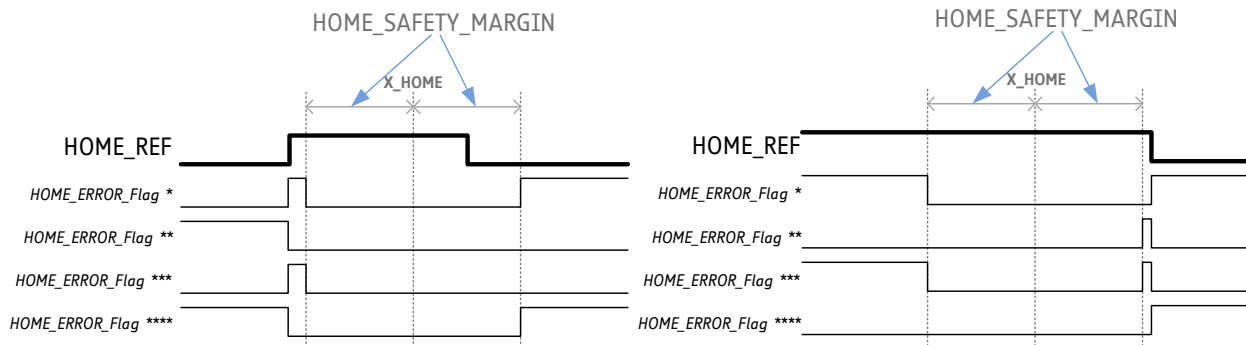 HOME_SAFETY_MARGIN
X_HOME
HOME_REF
HOME_ERROR_Flag *
HOME_ERROR_Flag **
HOME_ERROR_Flag ***
HOME_ERROR_Flag ****
HOME_SAFETY_MARGIN
X_HOME
HOME_REF
HOME_ERROR_Flag *
HOME_ERROR_Flag **
HOME_ERROR_Flag ***
HOME_ERROR_Flag ****